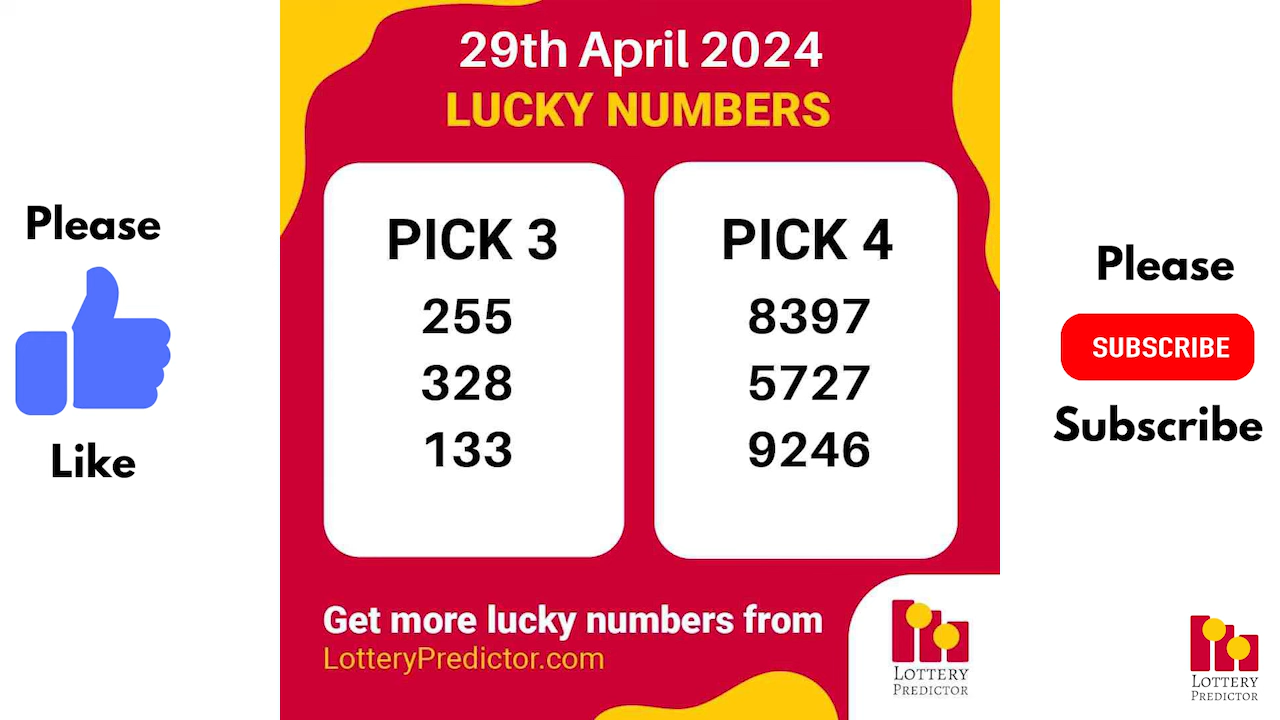 29th April 2024
LUCKY NUMBERS
Please
Like
PICK 3
255
328
133
PICK 4
8397
5727
9246
Please
SUBSCRIBE
Subscribe
Get more lucky numbers from
LotteryPredictor.com
LOTTERY
PREDICTOR
LOTTERY
PREDICTOR